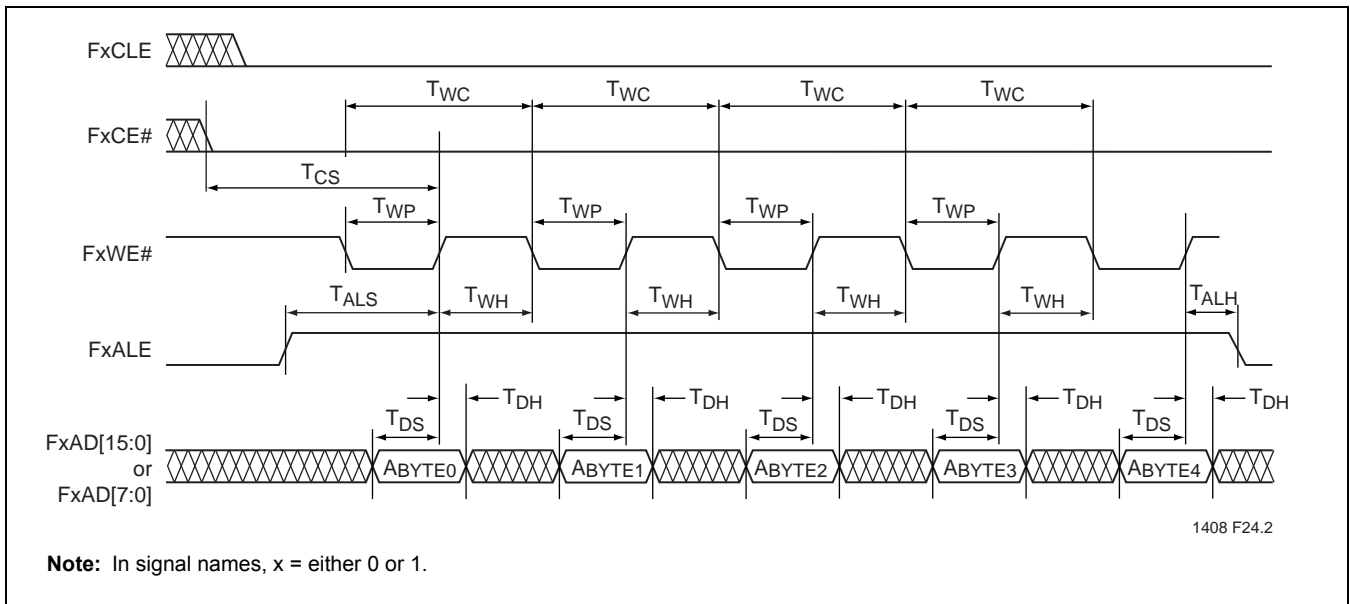 FxCLE
TWC TWC TWC TWC
FxCE#
TCS
TWP TWP TWP TWP
FxWE#
TALS TWH TWH TWH TWH TALH
FxALE
TDH TDH TDH TDH TDH
TDS TDS TDS TDS TDS
FxAD[15:0]
or
FxAD[7:0]
ABYTE0 ABYTE1 ABYTE2 ABYTE3 ABYTE4
1408 F24.2
Note: In signal names, x = either 0 or 1.